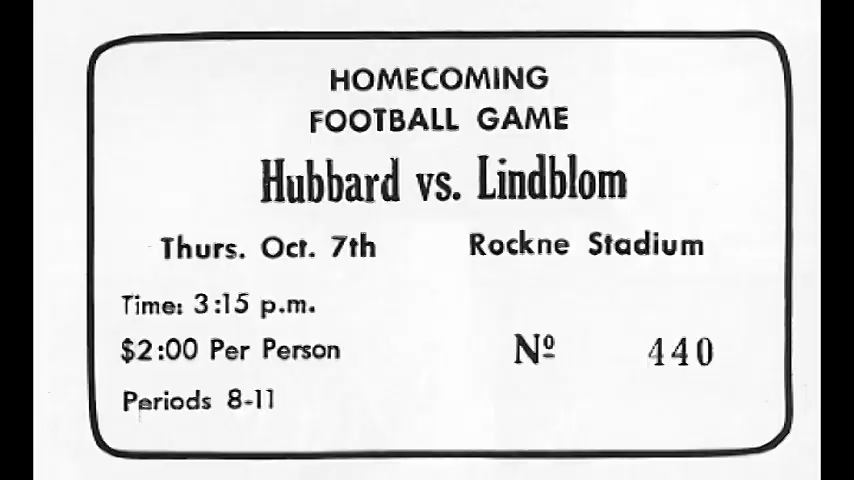 HOMECOMING
FOOTBALL GAME
Hubbard vs. Lindblom
Thurs. Oct. 7th Rockne Stadium
Time: 3:15 p.m.
$2:00 Per Person Nº 440
Periods 8-11